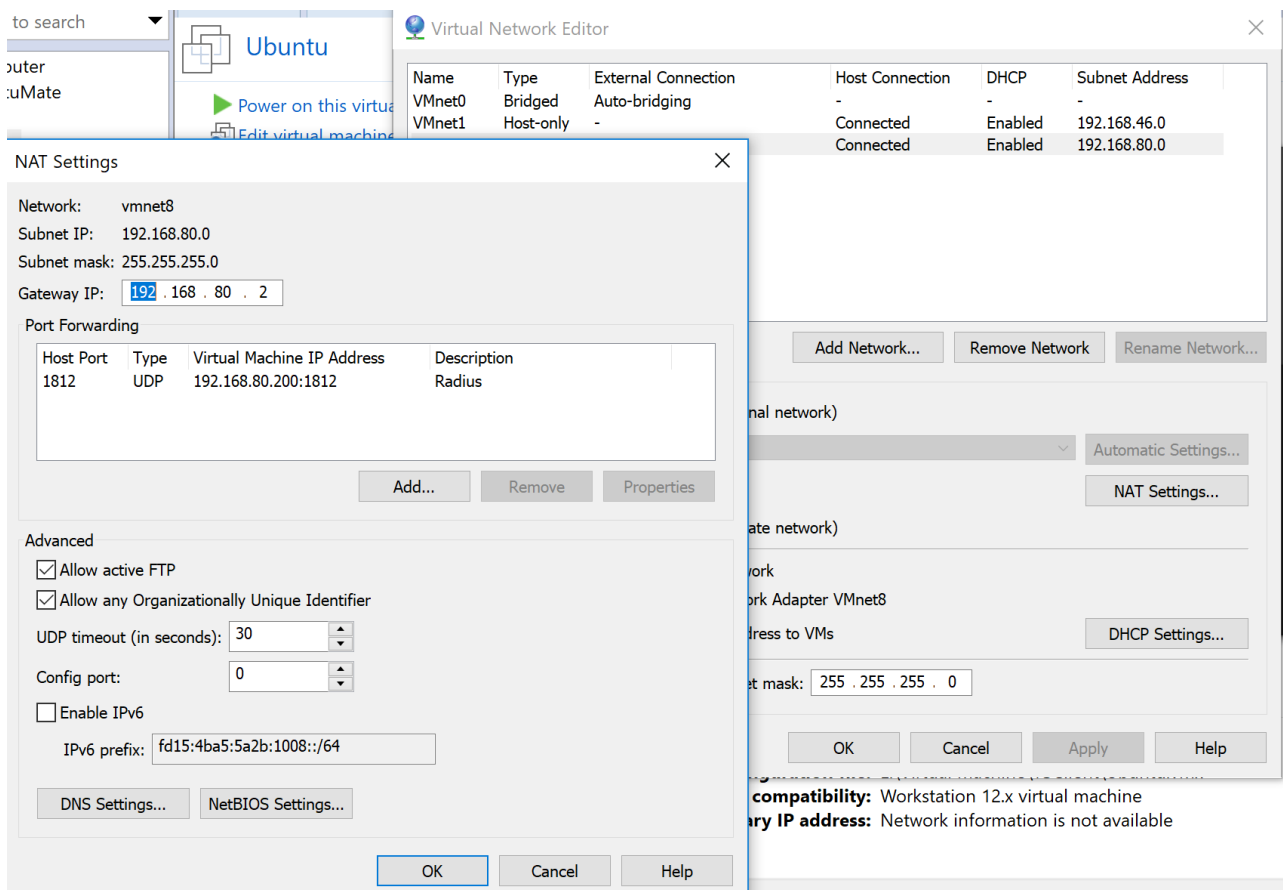 to search
Ubuntu
Virtual Network Editor
outer
tuMate
Power on this virtua
Edit virtual machine
Name Type External Connection Host Connection DHCP Subnet Address
VMnet0 Bridged Auto-bridging - - -
VMnet1 Host-only - Connected Enabled 192.168.46.0
Connected Enabled 192.168.80.0
NAT Settings
Network: vmnet8
Subnet IP: 192.168.80.0
Subnet mask: 255.255.255.0
Gateway IP: 192 . 168 . 80 . 2
Port Forwarding
Host Port Type Virtual Machine IP Address Description
1812 UDP 192.168.80.200:1812 Radius
Add... Remove Properties
Advanced
Allow active FTP
Allow any Organizationally Unique Identifier
UDP timeout (in seconds): 30
Config port: 0
Enable IPv6
IPv6 prefix: fd15:4ba5:5a2b:1008::/64
DNS Settings... NetBIOS Settings...
OK Cancel Help
Add Network... Remove Network Rename Network...
nal network)
Automatic Settings...
NAT Settings...
ate network)
vork
ork Adapter VMnet8
dress to VMs
DHCP Settings...
et mask: 255 . 255 . 255 . 0
OK Cancel Apply Help
compatibility: Workstation 12.x virtual machine
ary IP address: Network information is not available